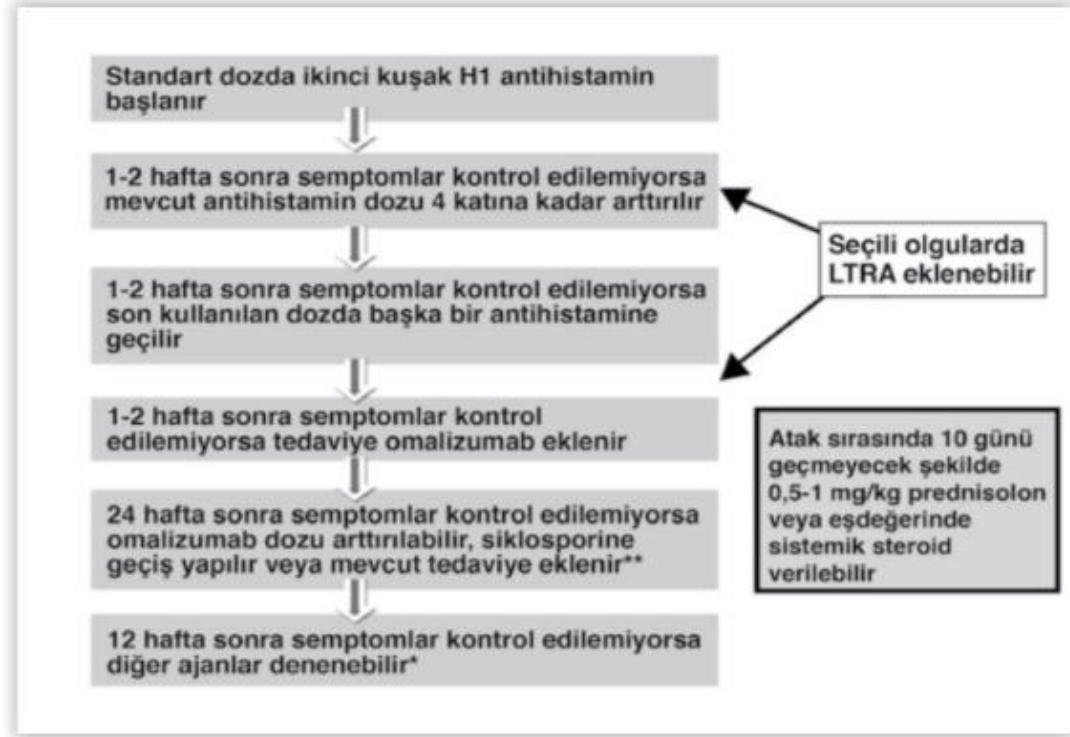 Standart dozda ikinci kuşak H1 antihistamin
başlanır
1-2 hafta sonra semptomlar kontrol edilemiyorsa
mevcut antihistamin dozu 4 katına kadar arttırılır
Seçili olgularda
LTRA eklenebilir
1-2 hafta sonra semptomlar kontrol edilemiyorsa
son kullanılan dozda başka bir antihistamine
geçilir
1-2 hafta sonra semptomlar kontrol
edilemiyorsa tedaviye omalizumab eklenir
Atak sırasında 10 günü
geçmeyecek şekilde
0,5-1 mg/kg prednisolon
veya eşdeğerinde
sistemik steroid
verilebilir
24 hafta sonra semptomlar kontrol edilemiyorsa
omalizumab dozu arttırılabilir, siklosporine
geçiş yapılır veya mevcut tedaviye eklenir**
12 hafta sonra semptomlar kontrol edilemiyorsa
diğer ajanlar denenebilir*